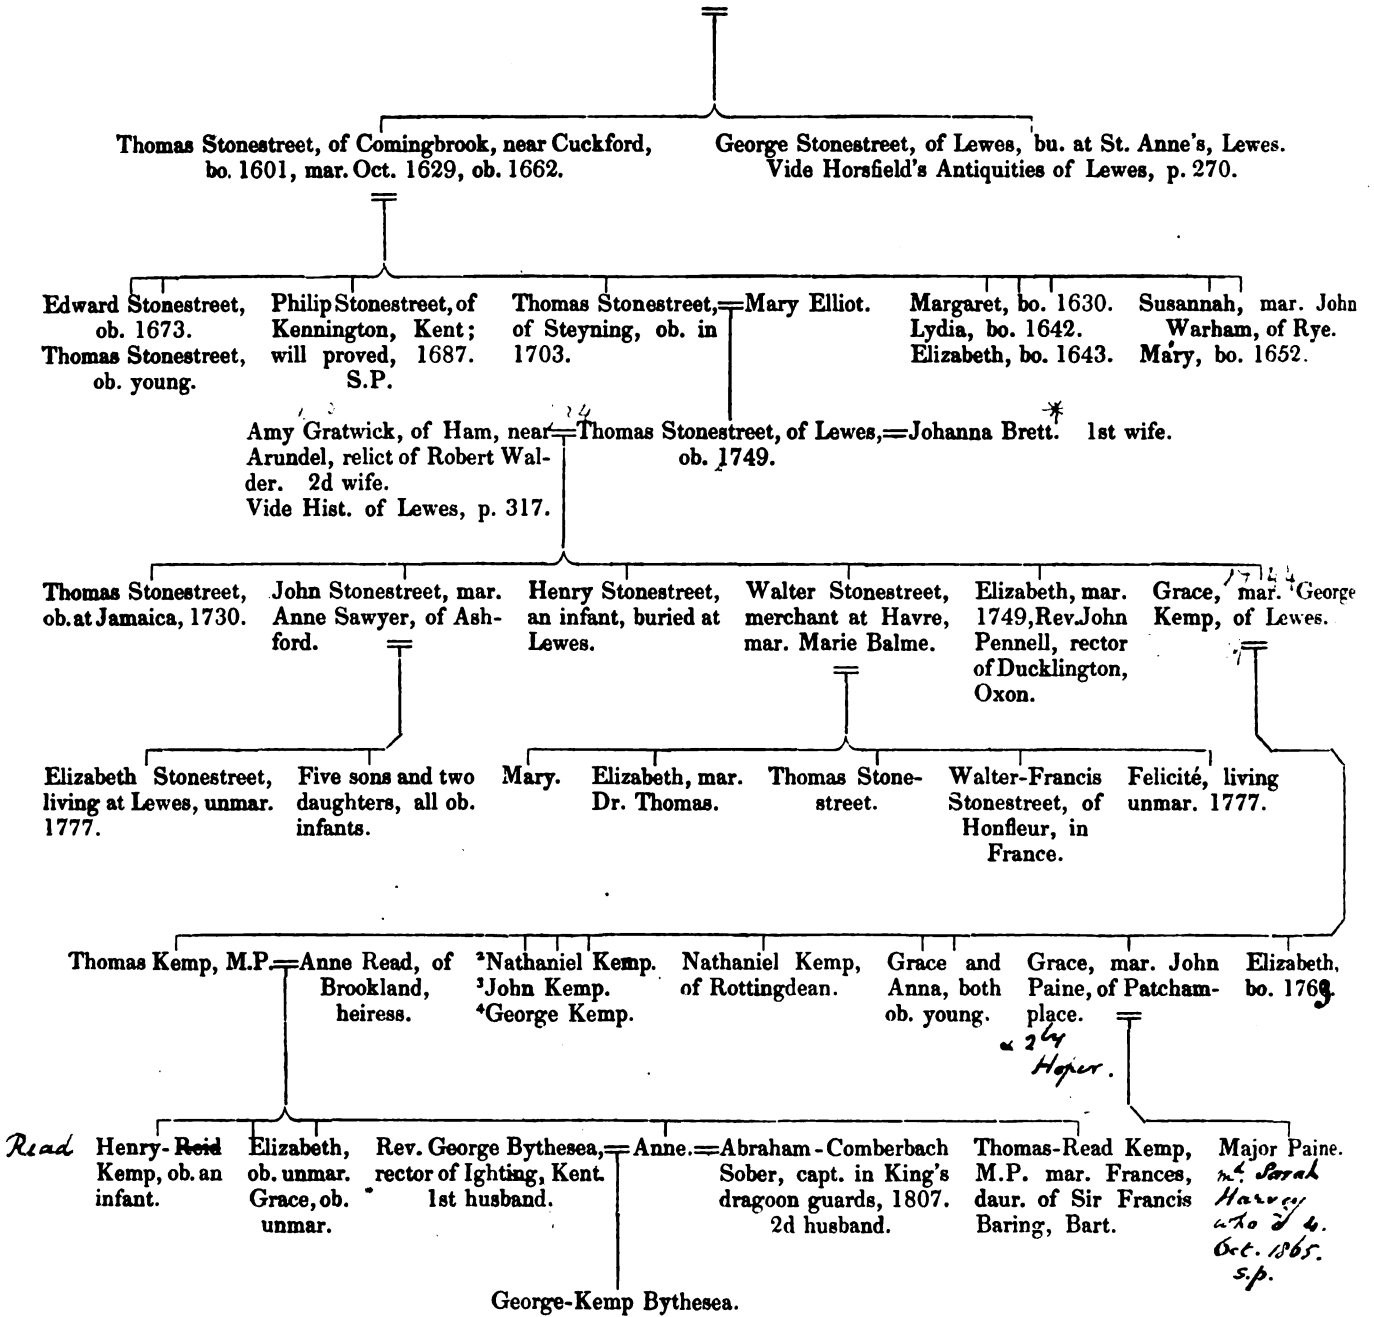 Thomas Stonestreet, of Comingbrook, near Cuckford,
bo. 1601, mar. Oct. 1629, ob. 1662.
George Stonestreet, of Lewes, bu. at St. Anne's, Lewes.
Vide Horsfield's Antiquities of Lewes, p. 270.
Edward Stonestreet,
ob. 1673.
Thomas Stonestreet,
ob. young.
Philip Stonestreet, of
Kennington, Kent;
will proved, 1687.
S.P.
Thomas Stonestreet,
of Steyning, ob. in
1703.
Mary Elliot.
Margaret, bo. 1630.
Lydia, bo. 1642.
Elizabeth, bo. 1643.
Susannah, mar. John
Warham, of Rye.
Mary, bo. 1652.
Amy Gratwick, of Ham, near
Arundel, relict of Robert Wal-
der. 2d wife.
Vide Hist. of Lewes, p. 317.
Thomas Stonestreet, of Lewes,
ob. 1749.
Johanna Brett. 1st wife.
Thomas Stonestreet,
ob. at Jamaica, 1730.
John Stonestreet, mar.
Anne Sawyer, of Ash-
ford.
Henry Stonestreet,
an infant, buried at
Lewes.
Walter Stonestreet,
merchant at Havre,
mar. Marie Balme.
Elizabeth, mar.
1749, Rev. John
Pennell, rector
of Ducklington,
Oxon.
1744
Grace, mar. George
Kemp, of Lewes.
Elizabeth Stonestreet,
living at Lewes, unmar.
1777.
Five sons and two
daughters, all ob.
infants.
Mary.
Elizabeth, mar.
Dr. Thomas.
Thomas Stone-
street.
Walter-Francis
Stonestreet, of
Honfleur, in
France.
Felicité, living
unmar. 1777.
Thomas Kemp, M.P.
Anne Read, of
Brookland,
heiress.
²Nathaniel Kemp.
³John Kemp.
⁴George Kemp.
Nathaniel Kemp,
of Rottingdean.
Grace and
Anna, both
ob. young.
Grace, mar. John
Paine, of Patcham-
place.
& 2ly
Hoper.
Elizabeth,
bo. 1769.
Read
Henry-Reid
Kemp, ob. an
infant.
Elizabeth,
ob. unmar.
Grace, ob.
unmar.
Rev. George Bythesea,
rector of Ighting, Kent.
1st husband.
Anne.
Abraham-Comberbach
Sober, capt. in King's
dragoon guards, 1807.
2d husband.
Thomas-Read Kemp,
M.P. mar. Frances,
daur. of Sir Francis
Baring, Bart.
Major Paine.
md. Sarah
Harvey
who d 4.
Oct. 1865.
s.p.
George-Kemp Bythesea.